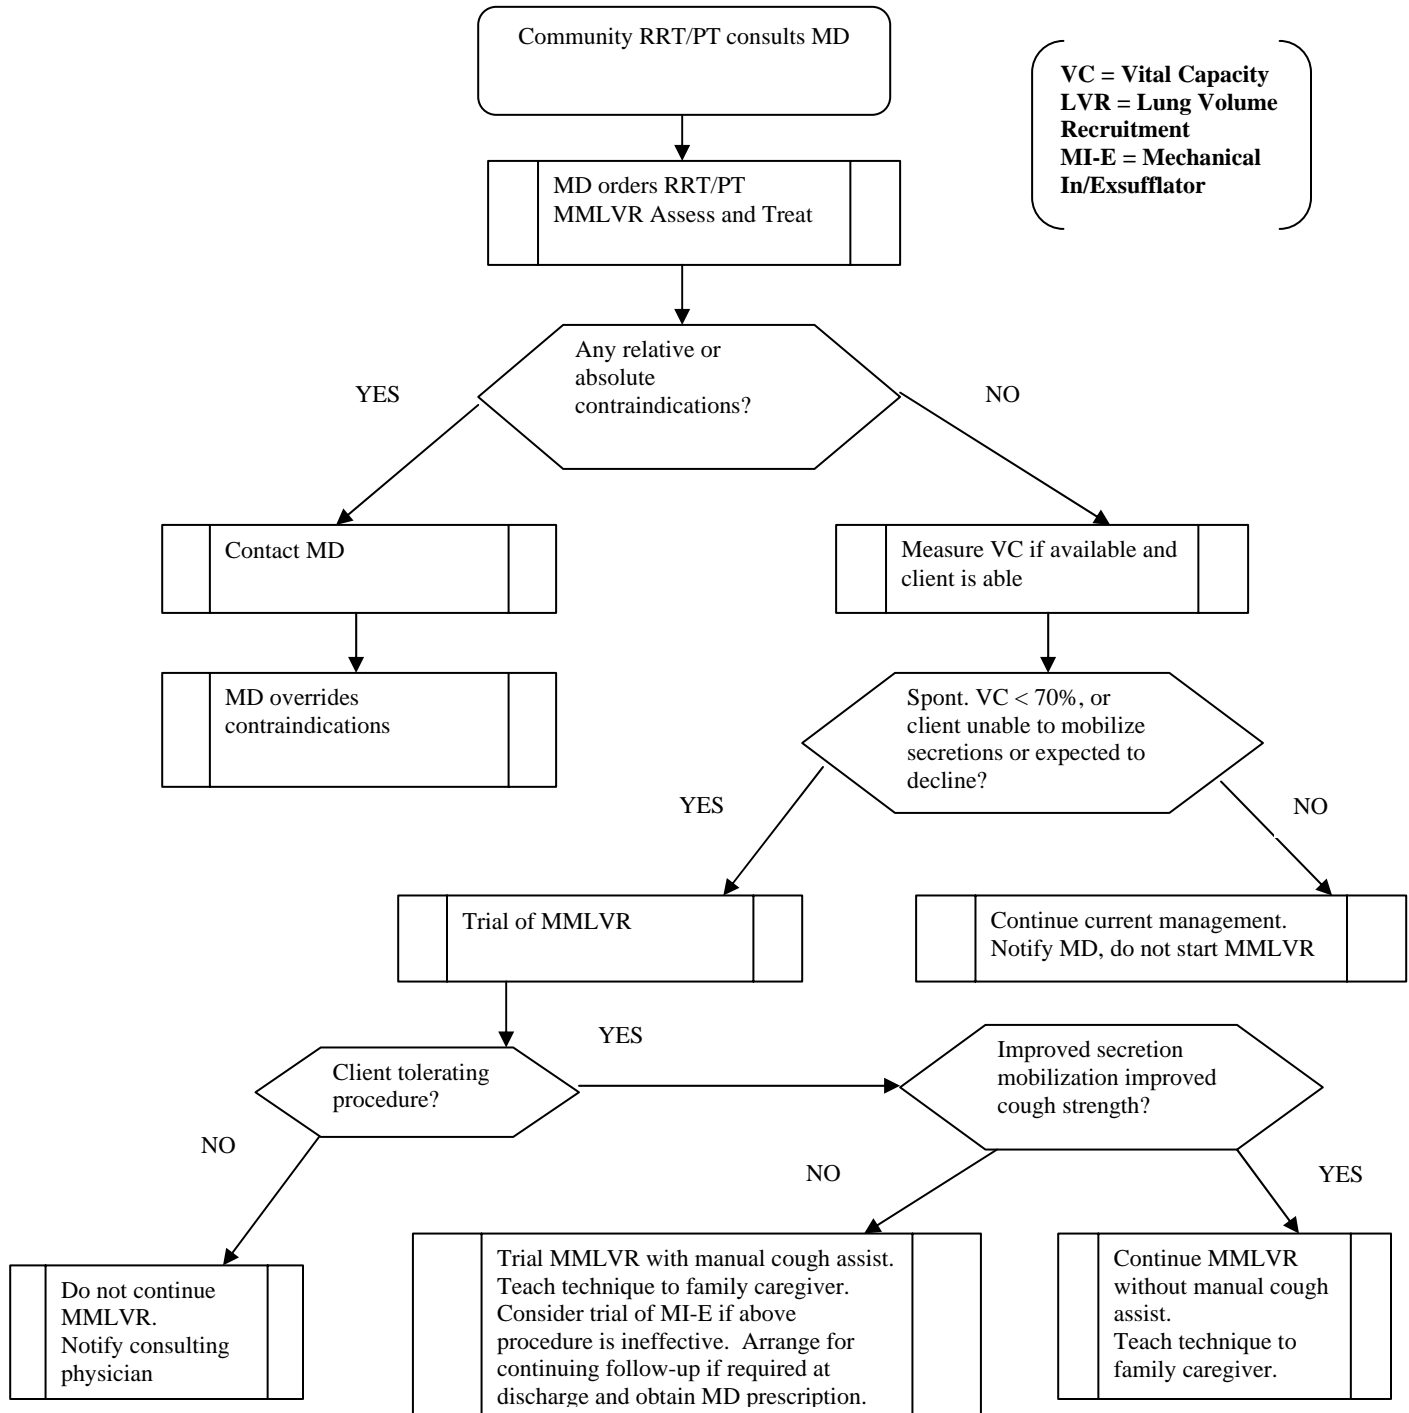 Community RRT/PT consults MD
VC = Vital Capacity
LVR = Lung Volume
Recruitment
MI-E = Mechanical
In/Exsufflator
MD orders RRT/PT
MMLVR Assess and Treat
Any relative or
absolute
contraindications?
YES
NO
Contact MD
Measure VC if available and
client is able
MD overrides
contraindications
Spont. VC < 70%, or
client unable to mobilize
secretions or expected to
decline?
YES
NO
Trial of MMLVR
Continue current management.
Notify MD, do not start MMLVR
Client tolerating
procedure?
YES
Improved secretion
mobilization improved
cough strength?
NO
NO
YES
Do not continue
MMLVR.
Notify consulting
physician
Trial MMLVR with manual cough assist.
Teach technique to family caregiver.
Consider trial of MI-E if above
procedure is ineffective.  Arrange for
continuing follow-up if required at
discharge and obtain MD prescription.
Continue MMLVR
without manual cough
assist.
Teach technique to
family caregiver.